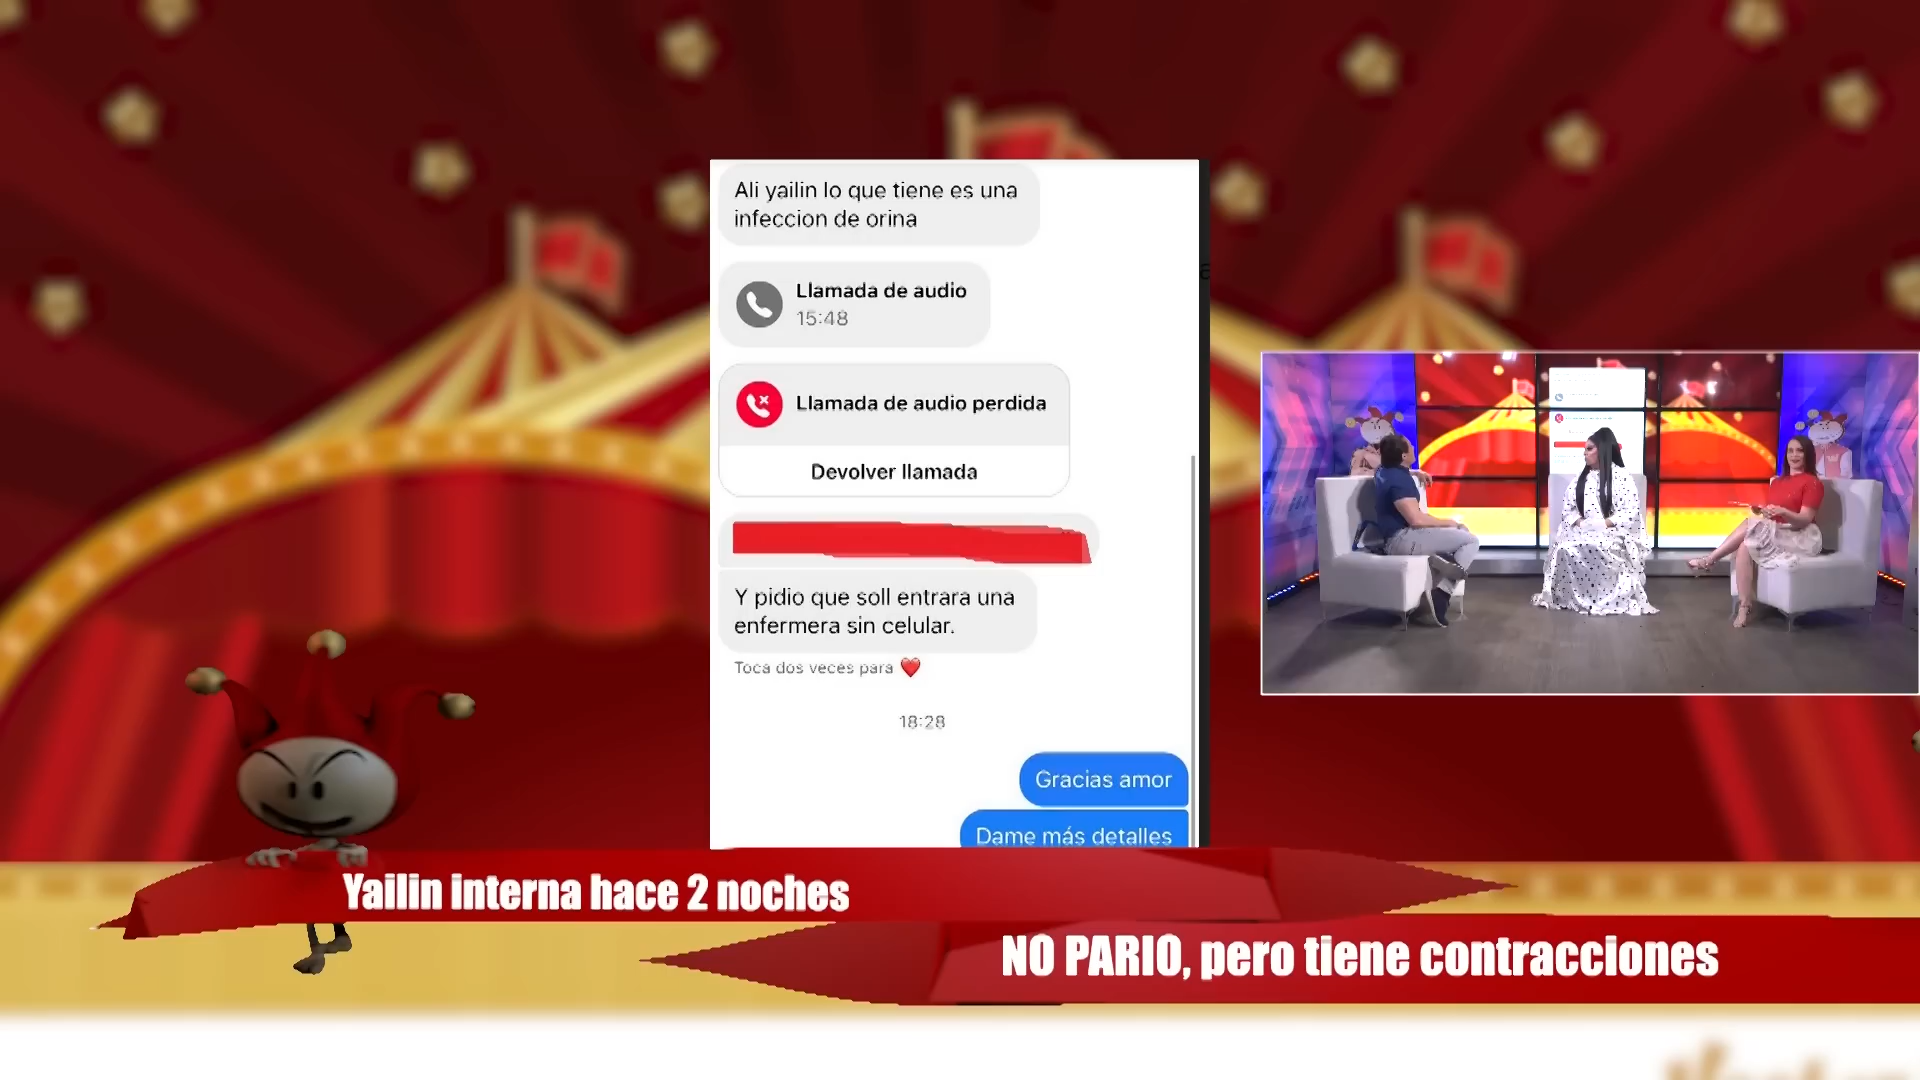 Ali yailin lo que tiene es una
infeccion de orina
Llamada de audio
15:48
Llamada de audio perdida
Devolver llamada
Y pidio que soll entrara una
enfermera sin celular.
Toca dos veces para ❤️
18:28
Gracias amor
Dame más detalles
Yailin interna hace 2 noches
NO PARIO, pero tiene contracciones